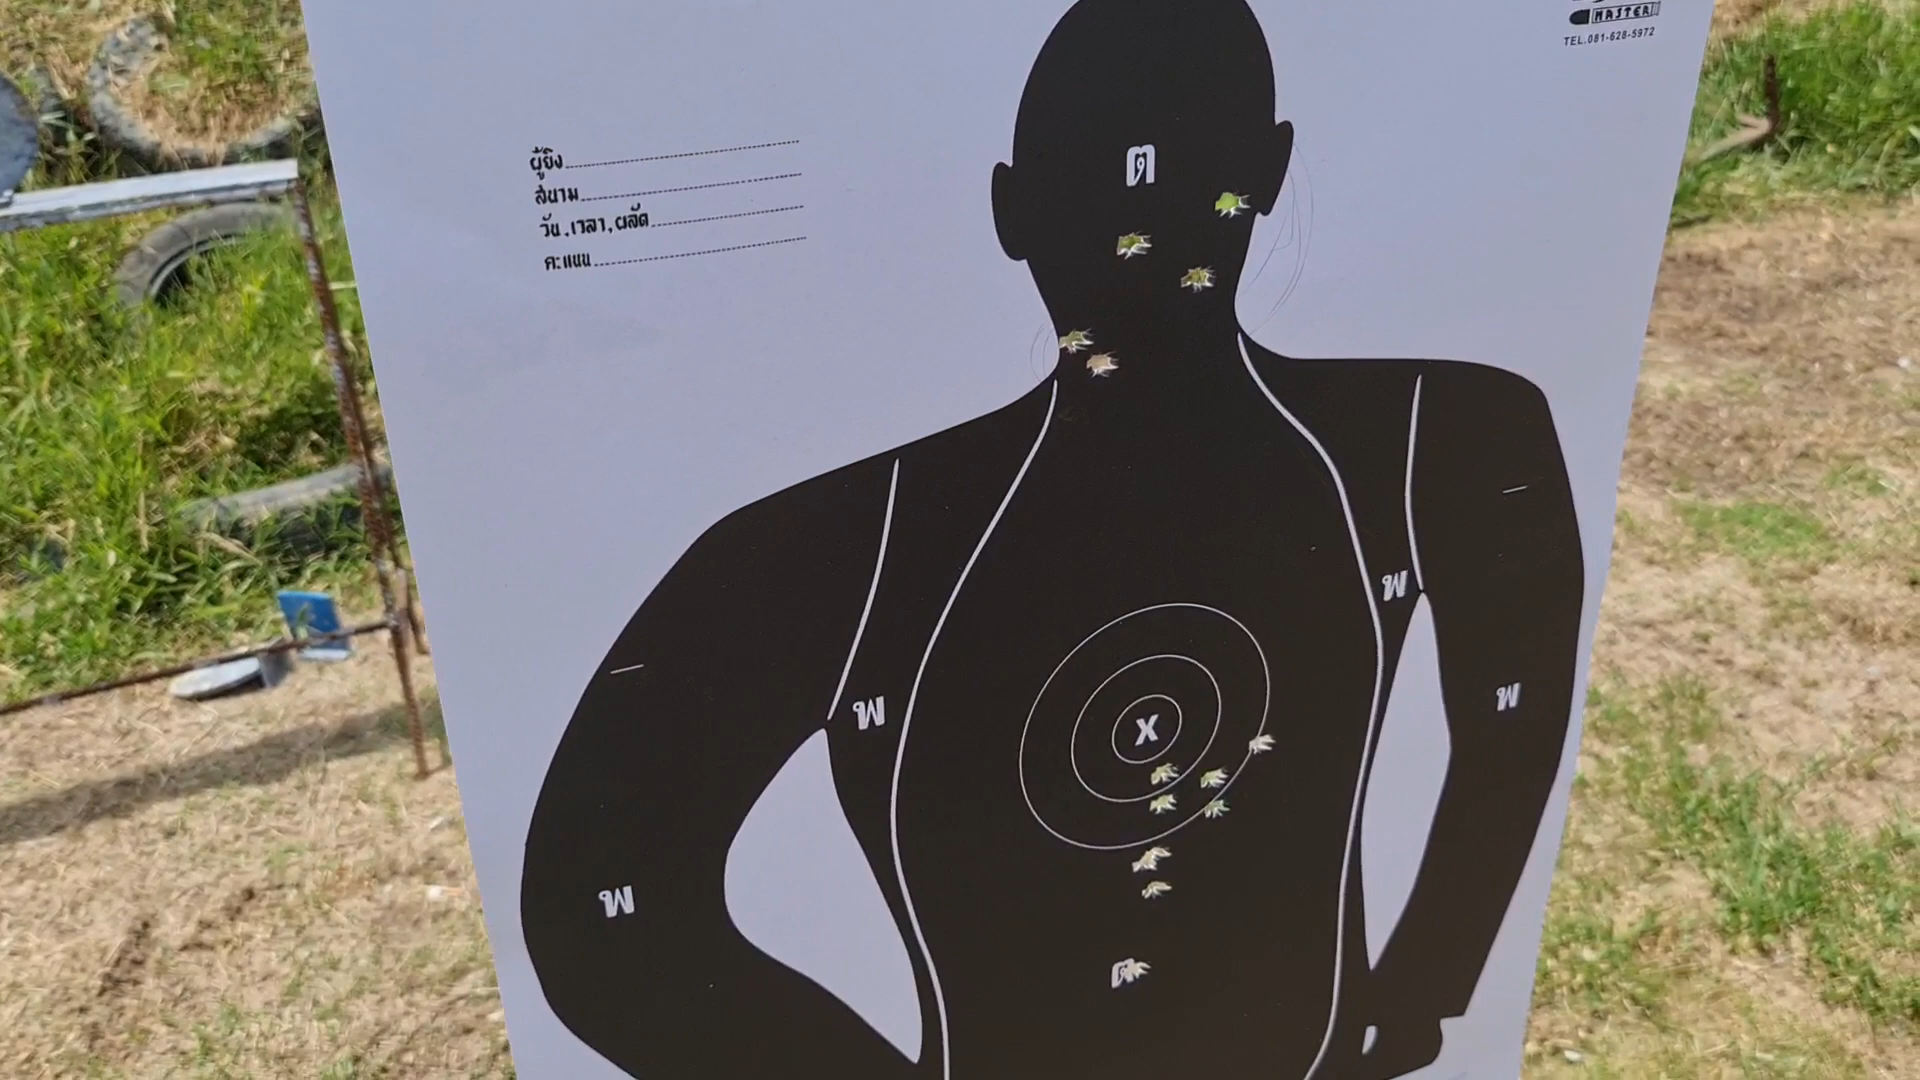 MASTER
TEL.081-628-5972
ผู้ยิง
สนาม
วัน,เวลา,ผลัด
คะแนน
ต
พ
พ
พ
X
พ
ต